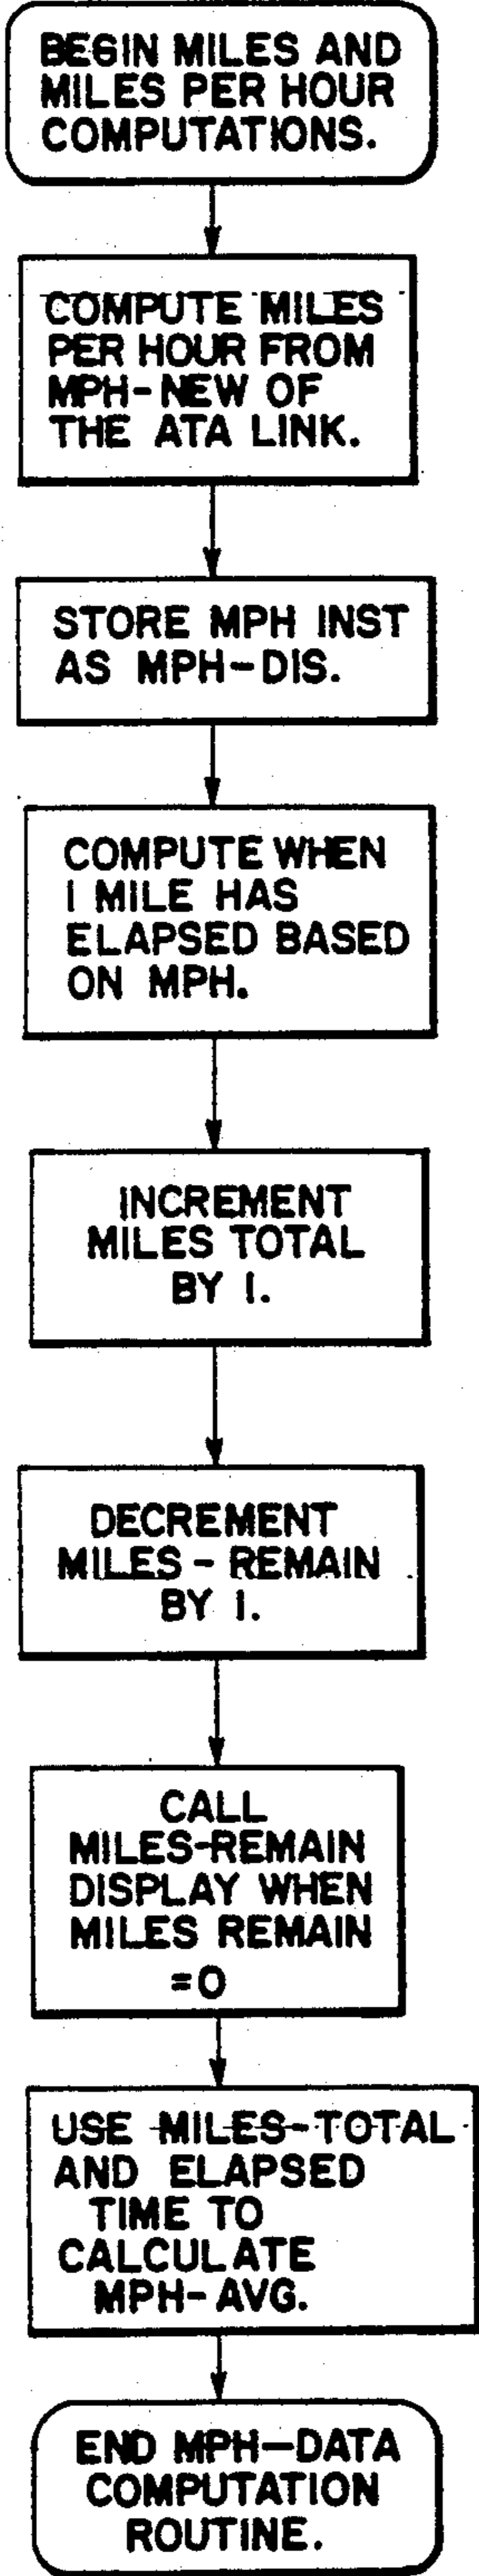 BEGIN MILES AND
MILES PER HOUR
COMPUTATIONS.
COMPUTE MILES
PER HOUR FROM
MPH-NEW OF
THE ATA LINK.
STORE MPH INST
AS MPH-DIS.
COMPUTE WHEN
1 MILE HAS
ELAPSED BASED
ON MPH.
INCREMENT
MILES TOTAL
BY 1.
DECREMENT
MILES - REMAIN
BY 1.
CALL
MILES-REMAIN
DISPLAY WHEN
MILES REMAIN
=0
USE MILES-TOTAL
AND ELAPSED
TIME TO
CALCULATE
MPH-AVG.
END MPH-DATA
COMPUTATION
ROUTINE.